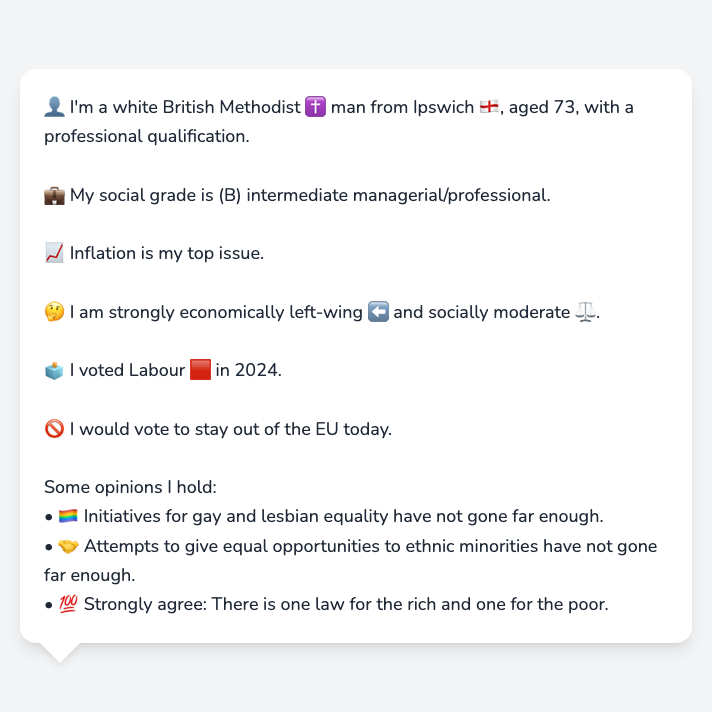 👤 I'm a white British Methodist ✝️ man from Ipswich 🏴󠁧󠁢󠁥󠁮󠁧󠁿, aged 73, with a
professional qualification.
💼 My social grade is (B) intermediate managerial/professional.
📈 Inflation is my top issue.
🤔 I am strongly economically left-wing ⬅️ and socially moderate ⚖️.
🗳️ I voted Labour 🟥 in 2024.
🚫 I would vote to stay out of the EU today.
Some opinions I hold:
• 🏳️‍🌈 Initiatives for gay and lesbian equality have not gone far enough.
• 🤝 Attempts to give equal opportunities to ethnic minorities have not gone
far enough.
• 💯 Strongly agree: There is one law for the rich and one for the poor.